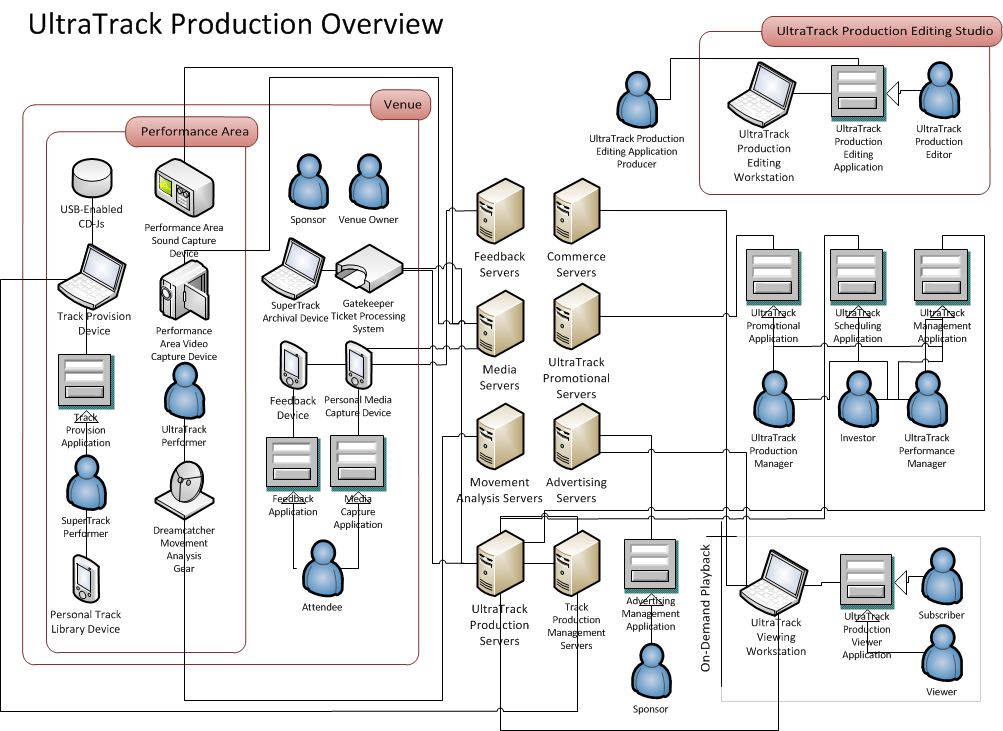 UltraTrack Production Overview
UltraTrack Production Editing Studio
Venue
Performance Area
USB-Enabled
CD-Js
Performance Area
Sound Capture
Device
Sponsor
Venue Owner
UltraTrack Production
Editing Application
Producer
UltraTrack
Production
Editing
Workstation
UltraTrack
Production
Editing
Application
UltraTrack
Production
Editor
Track Provision
Device
Performance
Area Video
Capture Device
SuperTrack
Archival Device
Gatekeeper
Ticket Processing
System
Feedback
Servers
Commerce
Servers
UltraTrack
Promotional
Application
UltraTrack
Scheduling
Application
UltraTrack
Management
Application
Track
Provision
Application
UltraTrack
Performer
Feedback
Device
Personal Media
Capture Device
Media
Servers
UltraTrack
Promotional
Servers
UltraTrack
Production
Manager
Investor
UltraTrack
Performance
Manager
SuperTrack
Performer
Dreamcatcher
Movement
Analysis
Gear
Feedback
Application
Media
Capture
Application
Movement
Analysis Servers
Advertising
Servers
Personal Track
Library Device
Attendee
UltraTrack
Production
Servers
Track
Production
Management
Servers
Advertising
Management
Application
Sponsor
On-Demand Playback
UltraTrack
Viewing
Workstation
UltraTrack
Production
Viewer
Application
Subscriber
Viewer